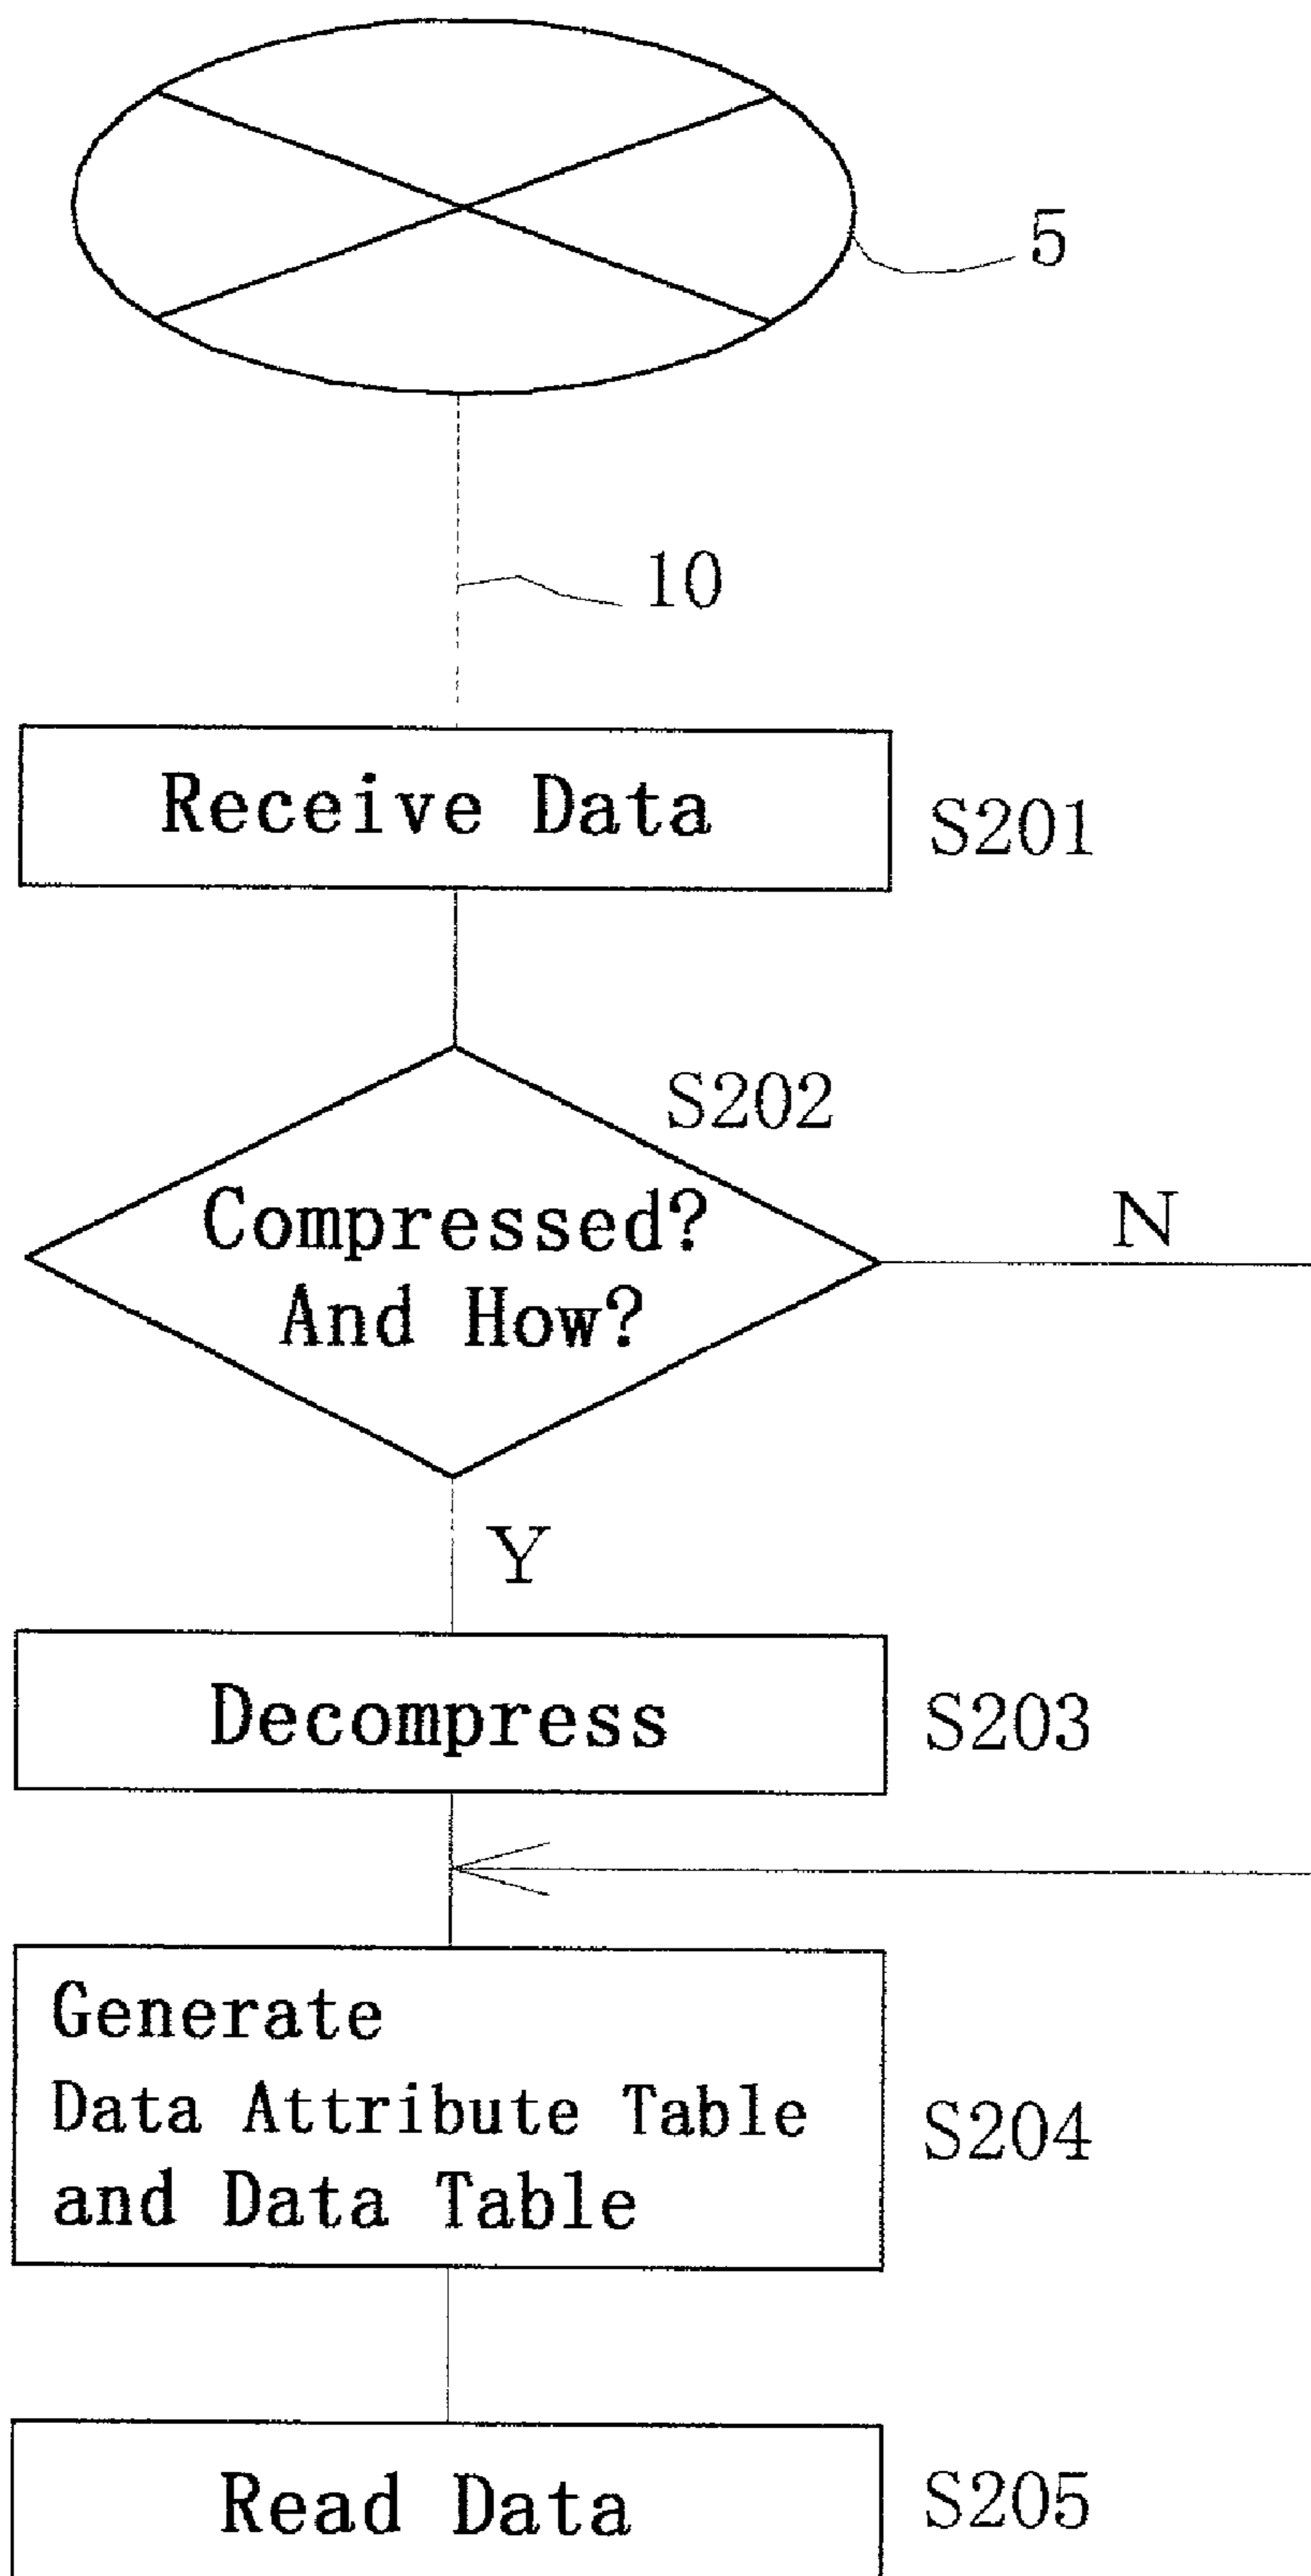 5
10
Receive Data
S201
S202
Compressed?
And How?
N
Y
Decompress
S203
Generate
Data Attribute Table
and Data Table
S204
Read Data
S205